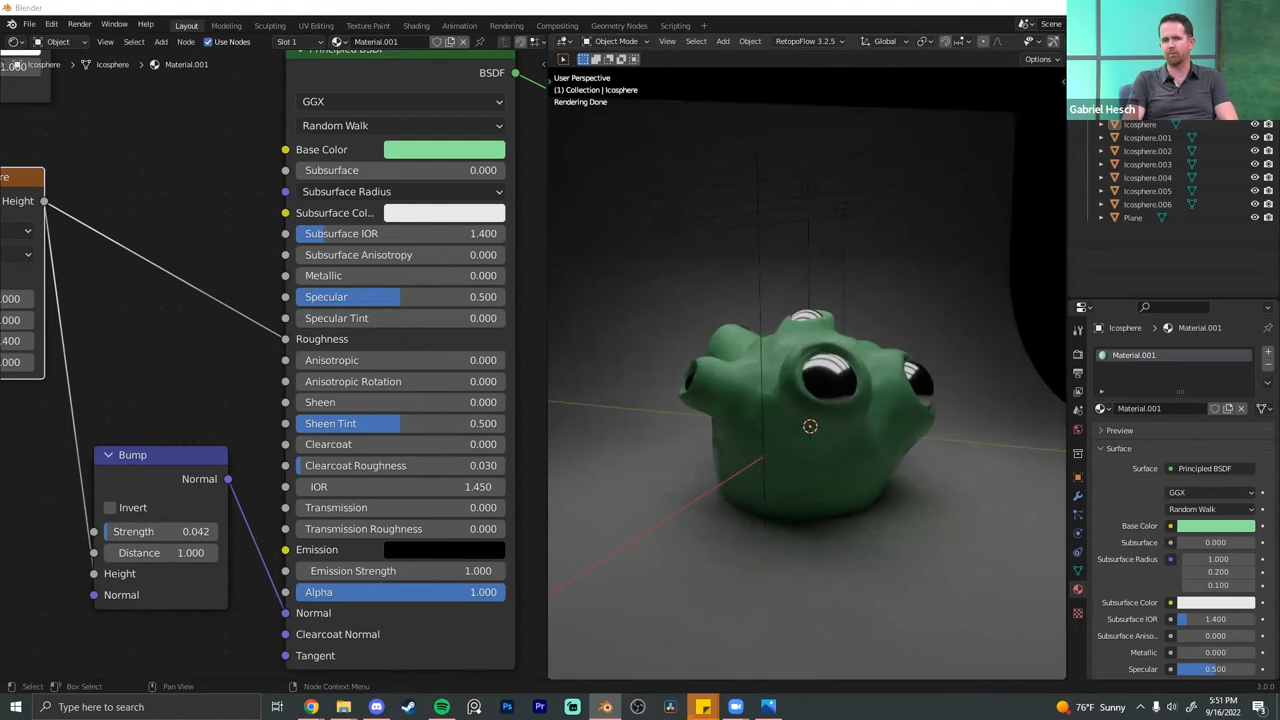 Blender
File Edit Render Window Help Layout Modeling Sculpting UV Editing Texture Paint Shading Animation Rendering Compositing Geometry Nodes Scripting + Scene
Object View Select Add Node Use Nodes Slot 1 Material.001
Object Mode View Select Add Object RetopoFlow 3.2.5 Global
Options
Icosphere Icosphere Material.001
Height
Bump
Normal
Invert
Strength 0.042
Distance 1.000
Height
Normal
Principled BSDF
BSDF
GGX
Random Walk
Base Color
Subsurface 0.000
Subsurface Radius
Subsurface Col...
Subsurface IOR 1.400
Subsurface Anisotropy 0.000
Metallic 0.000
Specular 0.500
Specular Tint 0.000
Roughness
Anisotropic 0.000
Anisotropic Rotation 0.000
Sheen 0.000
Sheen Tint 0.500
Clearcoat 0.000
Clearcoat Roughness 0.030
IOR 1.450
Transmission 0.000
Transmission Roughness 0.000
Emission
Emission Strength 1.000
Alpha 1.000
Normal
Clearcoat Normal
Tangent
User Perspective
(1) Collection | Icosphere
Rendering Done
Gabriel Hesch
Icosphere
Icosphere.001
Icosphere.002
Icosphere.003
Icosphere.004
Icosphere.005
Icosphere.006
Plane
Icosphere Material.001
Material.001
Material.001
Preview
Surface
Surface Principled BSDF
GGX
Random Walk
Base Color
Subsurface 0.000
Subsurface Radius 1.000
0.200
0.100
Subsurface Color
Subsurface IOR 1.400
Subsurface Aniso... 0.000
Metallic 0.000
Specular 0.500
Select Box Select Pan View Node Context Menu 3.0.0
Type here to search 76°F Sunny 5:51 PM
9/16/2022